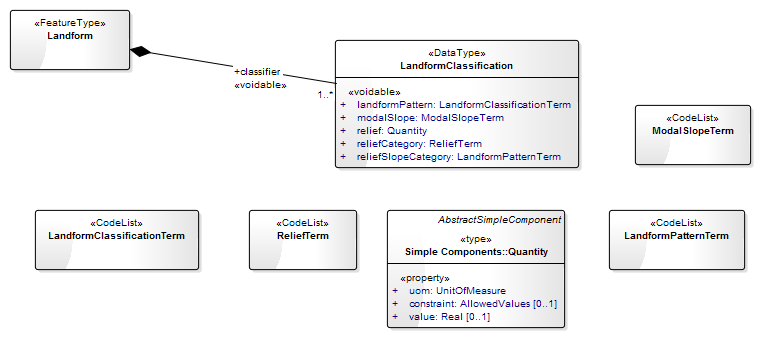 «FeatureType»
Landform
+classifier
«voidable»
1..*
«DataType»
LandformClassification
«voidable»
+ landformPattern: LandformClassificationTerm
+ modalSlope: ModalSlopeTerm
+ relief: Quantity
+ reliefCategory: ReliefTerm
+ reliefSlopeCategory: LandformPatternTerm
«CodeList»
ModalSlopeTerm
«CodeList»
LandformClassificationTerm
«CodeList»
ReliefTerm
AbstractSimpleComponent
«type»
Simple Components::Quantity
«property»
+ uom: UnitOfMeasure
+ constraint: AllowedValues [0..1]
+ value: Real [0..1]
«CodeList»
LandformPatternTerm